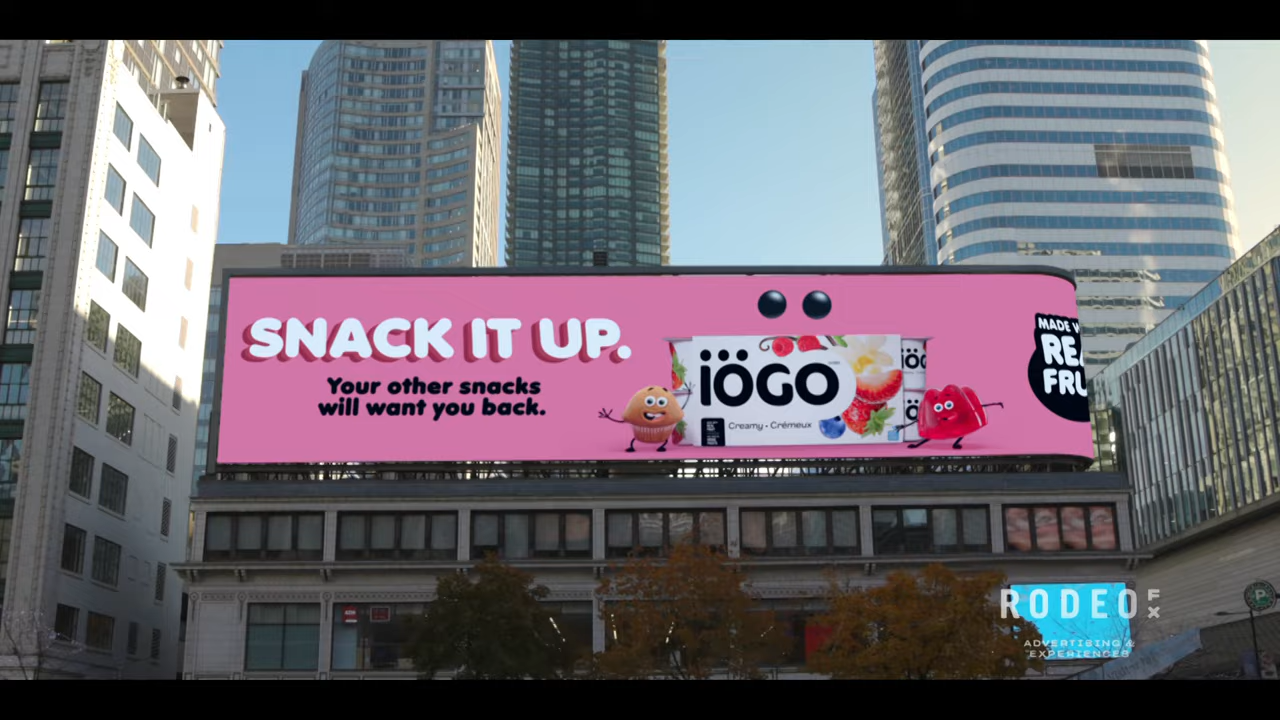 SNACK IT UP.
Your other snacks
will want you back.
iÖGO
Creamy • Crémeux
MADE W
REA
FRU
RODEO FX
ADVERTISING &
EXPERIENCES
P